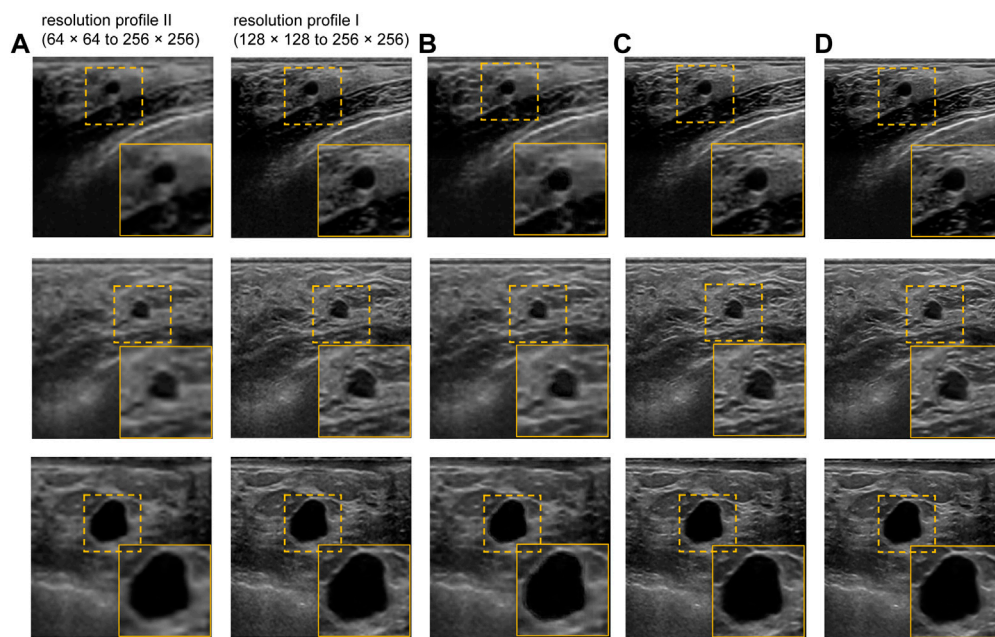 resolution profile II
(64 × 64 to 256 × 256)
resolution profile I
(128 × 128 to 256 × 256)
A
B
C
D